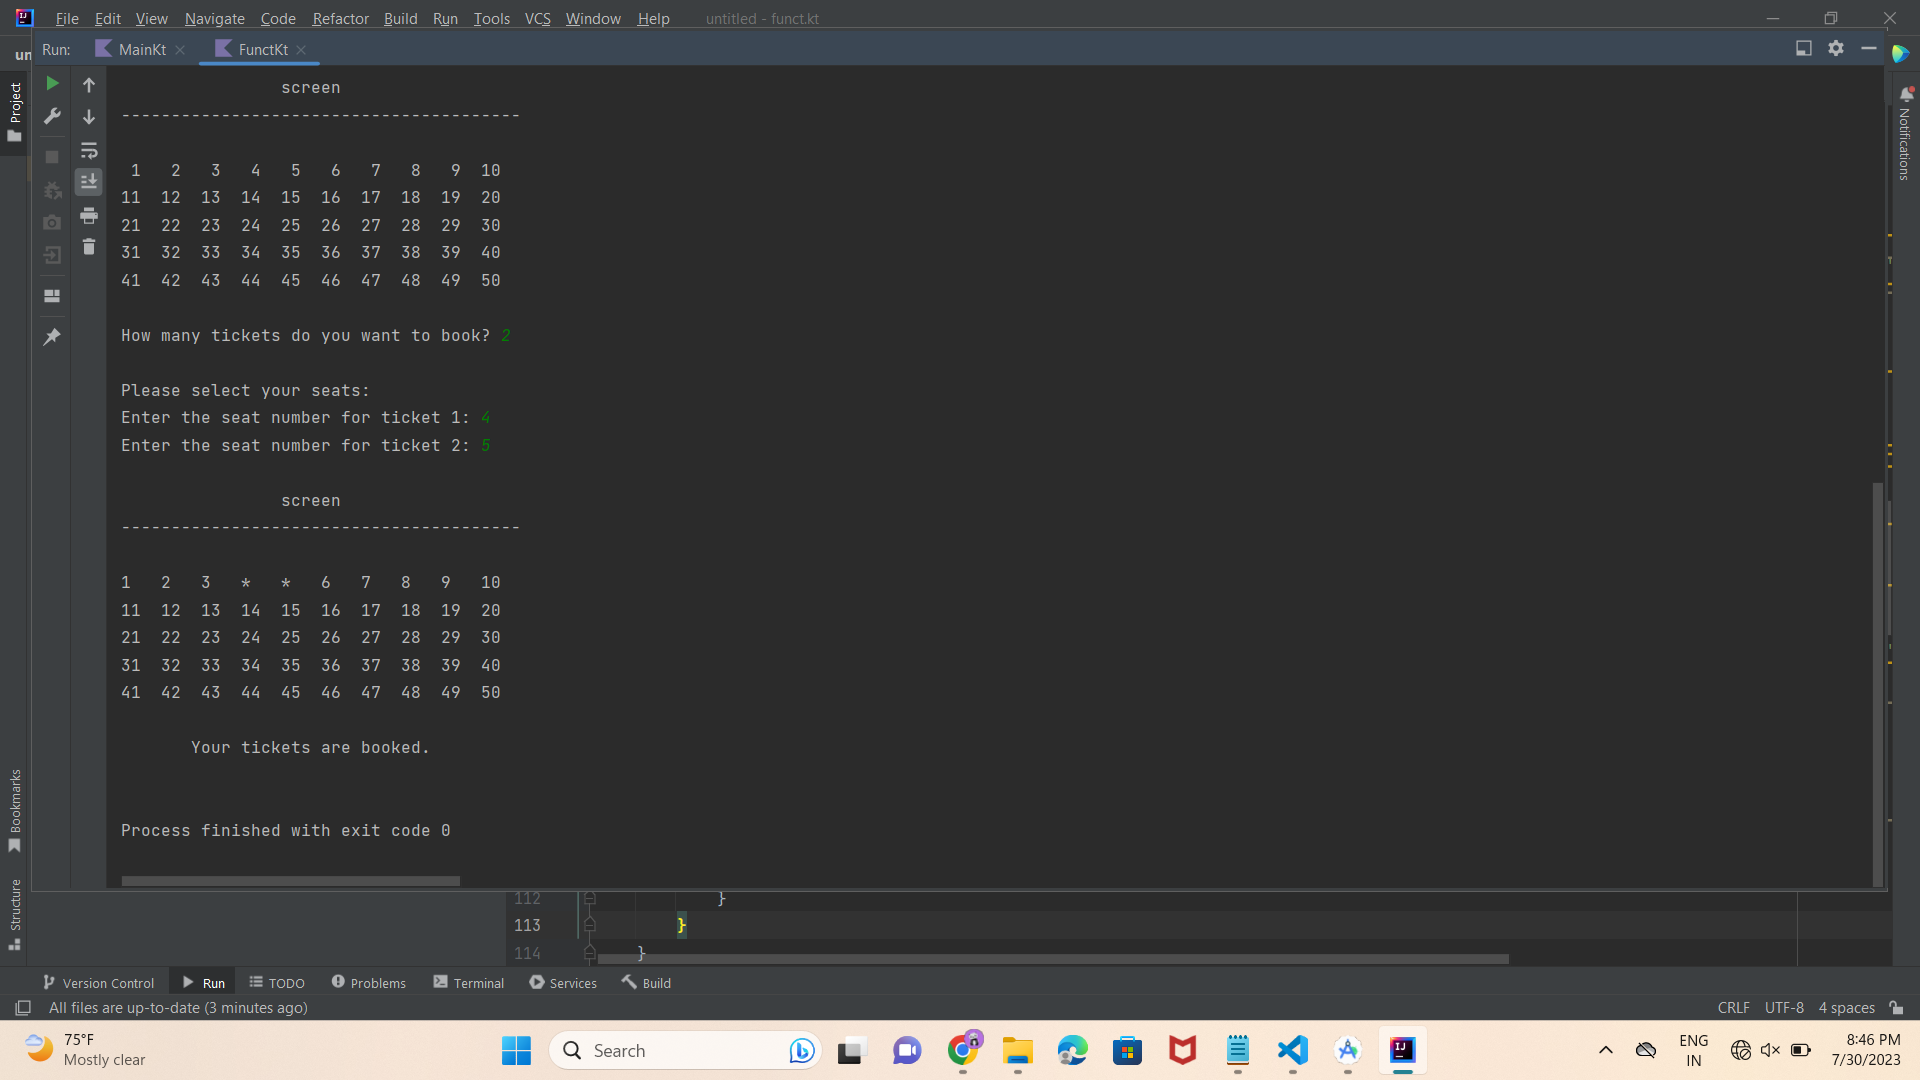 File Edit View Navigate Code Refactor Build Run Tools VCS Window Help untitled - funct.kt
un
Run: MainKt FunctKt
Project
Notifications
screen
----------------------------------------
1 2 3 4 5 6 7 8 9 10
11 12 13 14 15 16 17 18 19 20
21 22 23 24 25 26 27 28 29 30
31 32 33 34 35 36 37 38 39 40
41 42 43 44 45 46 47 48 49 50
How many tickets do you want to book? 2
Please select your seats:
Enter the seat number for ticket 1: 4
Enter the seat number for ticket 2: 5
screen
----------------------------------------
1 2 3 * * 6 7 8 9 10
11 12 13 14 15 16 17 18 19 20
21 22 23 24 25 26 27 28 29 30
31 32 33 34 35 36 37 38 39 40
41 42 43 44 45 46 47 48 49 50
Your tickets are booked.
Process finished with exit code 0
Bookmarks
Structure
112 }
113 }
114 }
Version Control Run TODO Problems Terminal Services Build
All files are up-to-date (3 minutes ago) CRLF UTF-8 4 spaces
75°F
Mostly clear
Search
ENG
IN
8:46 PM
7/30/2023